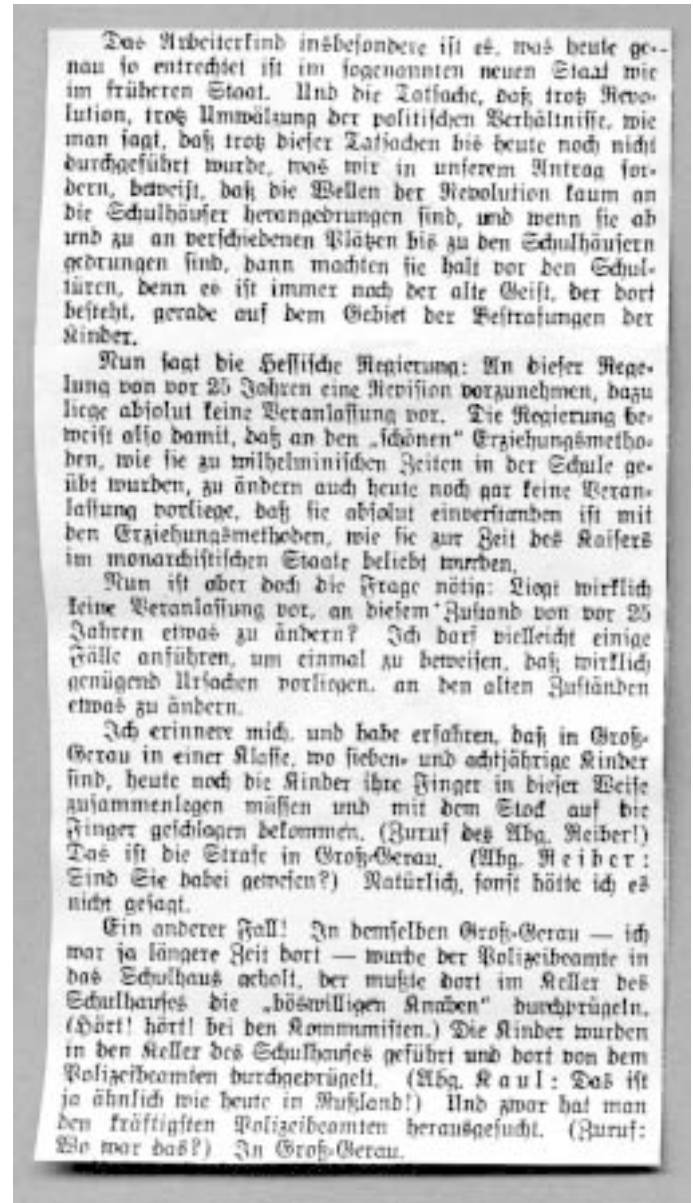 Das Arbeiterkind insbesondere ist es, was heute ge-
nau so entrechtet ist im sogenannten neuen Staat wie
im früheren Staat. Und die Tatsache, daß trotz Revo-
lution, trotz Umwälzung der politischen Verhältnisse, wie
man sagt, daß trotz dieser Tatsachen bis heute noch nicht
durchgeführt wurde, was wir in unserem Antrag for-
dern, beweist, daß die Wellen der Revolution kaum an
die Schulhäuser herangedrungen sind, und wenn sie ab
und zu an verschiedenen Plätzen bis zu den Schulhäusern
gedrungen sind, dann machten sie halt vor den Schul-
türen, denn es ist immer noch der alte Geist, der dort
besteht, gerade auf dem Gebiet der Bestrafungen der
Kinder.
Nun sagt die Hessische Regierung: An dieser Rege-
lung von vor 25 Jahren eine Revision vorzunehmen, dazu
liege absolut keine Veranlassung vor. Die Regierung be-
weist also damit, daß an den „schönen“ Erziehungsmetho-
den, wie sie zu wilhelminischen Zeiten in der Schule ge-
übt wurden, zu ändern auch heute noch gar keine Veran-
lassung vorliege, daß sie absolut einverstanden ist mit
den Erziehungsmethoden, wie sie zur Zeit des Kaisers
im monarchistischen Staate beliebt wurden.
Nun ist aber doch die Frage nötig: Liegt wirklich
keine Veranlassung vor, an diesem Zustand von vor 25
Jahren etwas zu ändern? Ich darf vielleicht einige
Fälle anführen, um einmal zu beweisen, daß wirklich
genügend Ursachen vorliegen, an den alten Zuständen
etwas zu ändern.
Ich erinnere mich, und habe erfahren, daß in Groß-
Gerau in einer Klasse, wo sieben- und achtjährige Kinder
sind, heute noch die Kinder ihre Finger in dieser Weise
zusammenlegen müssen und mit dem Stock auf die
Finger geschlagen bekommen. (Zuruf des Abg. Reiber!)
Das ist die Strafe in Groß-Gerau. (Abg. Reiber:
Sind Sie dabei gewesen?) Natürlich, sonst hätte ich es
nicht gesagt.
Ein anderer Fall! In demselben Groß-Gerau — ich
war ja längere Zeit dort — wurde der Polizeibeamte in
das Schulhaus geholt, der mußte dort im Keller des
Schulhauses die „böswilligen Knaben“ durchprügeln.
(Hört! hört! bei den Kommunisten.) Die Kinder wurden
in den Keller des Schulhauses geführt und dort von dem
Polizeibeamten durchgeprügelt. (Abg. Kaul: Das ist
ja ähnlich wie heute in Rußland!) Und zwar hat man
den kräftigsten Polizeibeamten herausgesucht. (Zuruf:
Wo war das?) In Groß-Gerau.